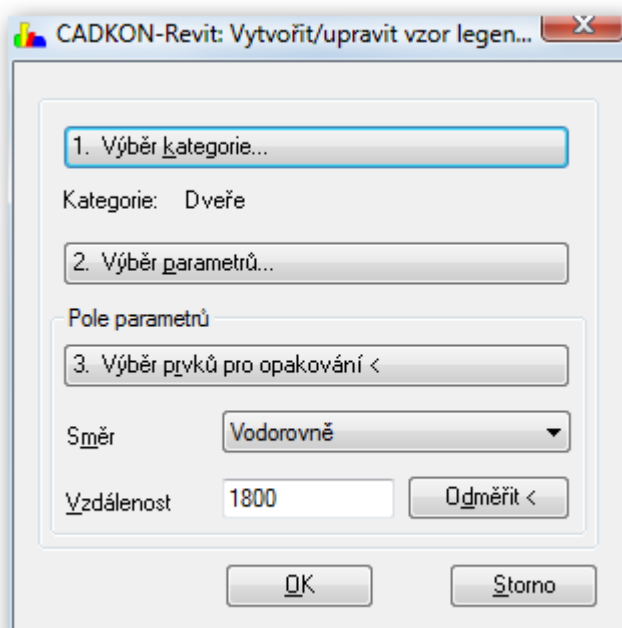 CADKON-Revit: Vytvořit/upravit vzor legen...
1. Výběr kategorie...
Kategorie: Dveře
2. Výběr parametrů...
Pole parametrů
3. Výběr prvků pro opakování <
Směr Vodorovně
Vzdálenost 1800 Odměřit <
OK Storno